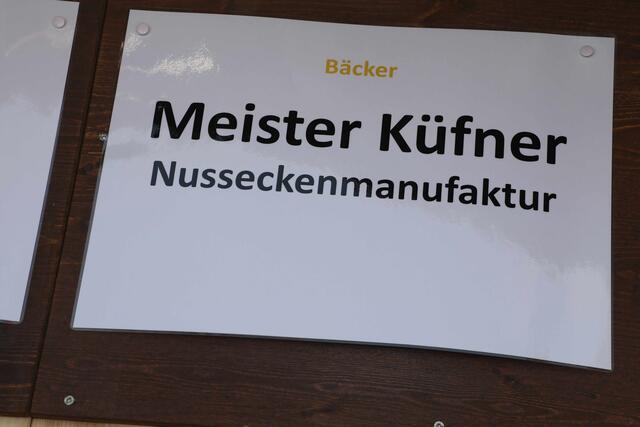 Bäcker
Meister Küfner
Nusseckenmanufaktur